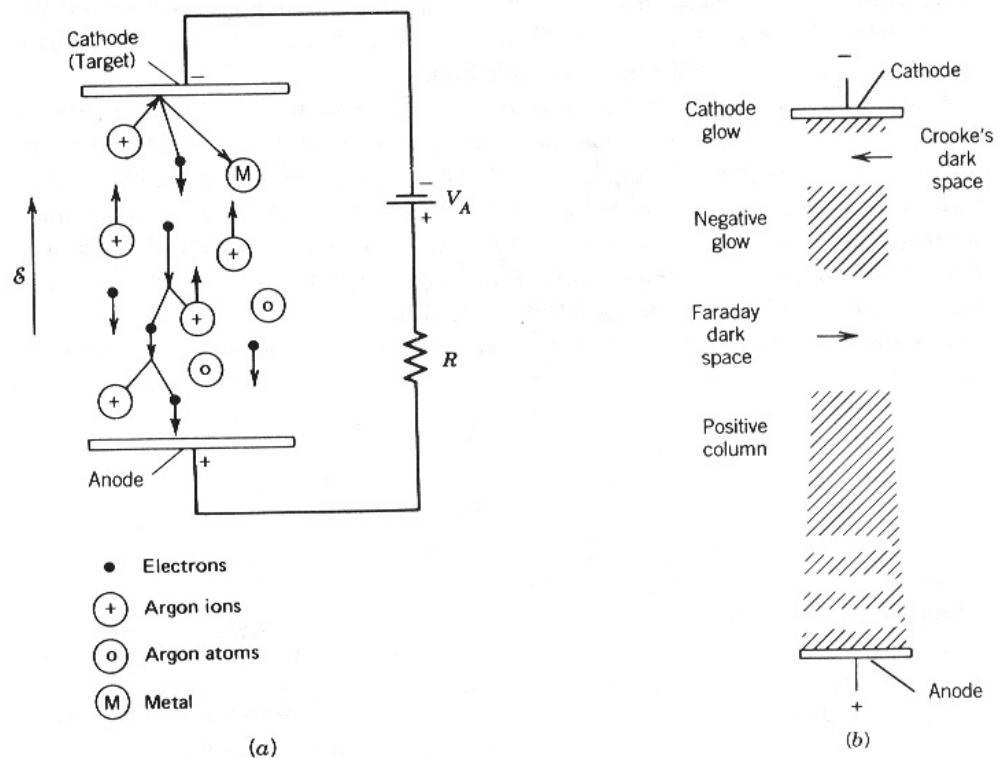 Cathode
(Target)
−
+
M
+
+
ℰ
+
o
o
+
Anode
+
−
V_A
+
R
Electrons
+ Argon ions
o Argon atoms
M Metal
(a)
−
Cathode
Cathode
glow
Crooke's
dark
space
Negative
glow
Faraday
dark
space
Positive
column
Anode
+
(b)